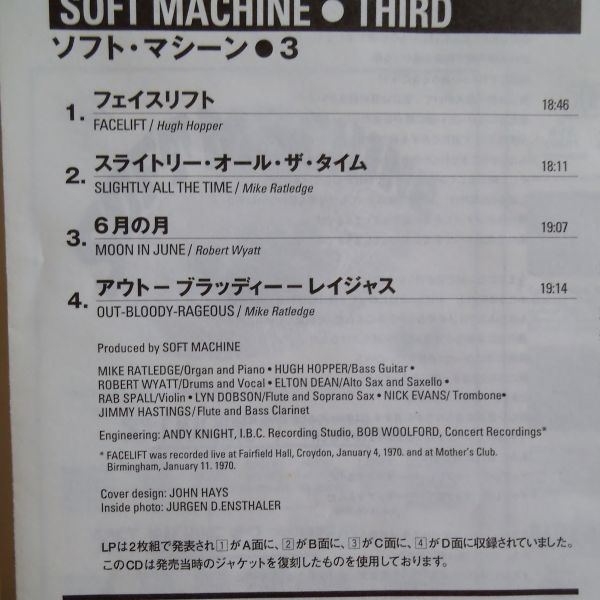 SOFT MACHINE ● THIRD
ソフト・マシーン ● 3
1. フェイスリフト 18:46
FACELIFT / Hugh Hopper
2. スライトリー・オール・ザ・タイム 18:11
SLIGHTLY ALL THE TIME / Mike Ratledge
3. 6月の月 19:07
MOON IN JUNE / Robert Wyatt
4. アウト－ブラッディー－レイジャス 19:14
OUT-BLOODY-RAGEOUS / Mike Ratledge
Produced by SOFT MACHINE
MIKE RATLEDGE/Organ and Piano • HUGH HOPPER/Bass Guitar •
ROBERT WYATT/Drums and Vocal • ELTON DEAN/Alto Sax and Saxello •
RAB SPALL/Violin • LYN DOBSON/Flute and Soprano Sax • NICK EVANS/ Trombone•
JIMMY HASTINGS/Flute and Bass Clarinet
Engineering: ANDY KNIGHT, I.B.C. Recording Studio, BOB WOOLFORD, Concert Recordings*
* FACELIFT was recorded live at Fairfield Hall, Croydon, January 4, 1970. and at Mother's Club.
Birmingham, January 11. 1970.
Cover design: JOHN HAYS
Inside photo: JURGEN D.ENSTHALER
LPは2枚組で発表され1がA面に、2がB面に、3がC面に、4がD面に収録されていました。
このCDは発売当時のジャケットを復刻したものを使用しております。